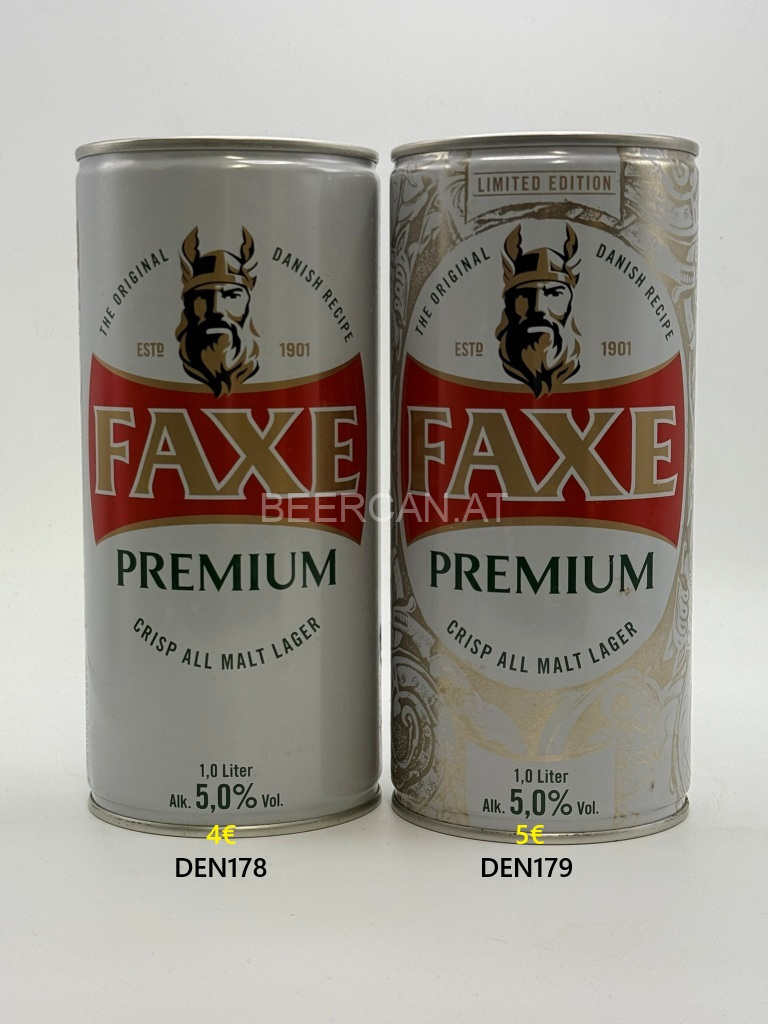 THE ORIGINAL DANISH RECIPE
ESTD 1901
FAXE
PREMIUM
CRISP ALL MALT LAGER
1,0 Liter
Alk. 5,0% Vol.
4€
DEN178
LIMITED EDITION
THE ORIGINAL DANISH RECIPE
ESTD 1901
FAXE
PREMIUM
CRISP ALL MALT LAGER
1,0 Liter
Alk. 5,0% Vol.
5€
DEN179
BEERCAN.AT